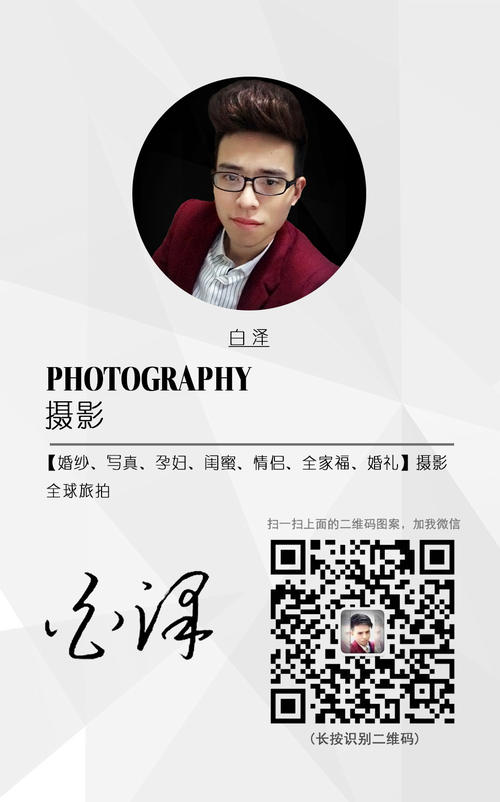 白泽
PHOTOGRAPHY
摄影
【婚纱、写真、孕妇、闺蜜、情侣、全家福、婚礼】摄影
全球旅拍
扫一扫上面的二维码图案，加我微信
白泽
（长按识别二维码）